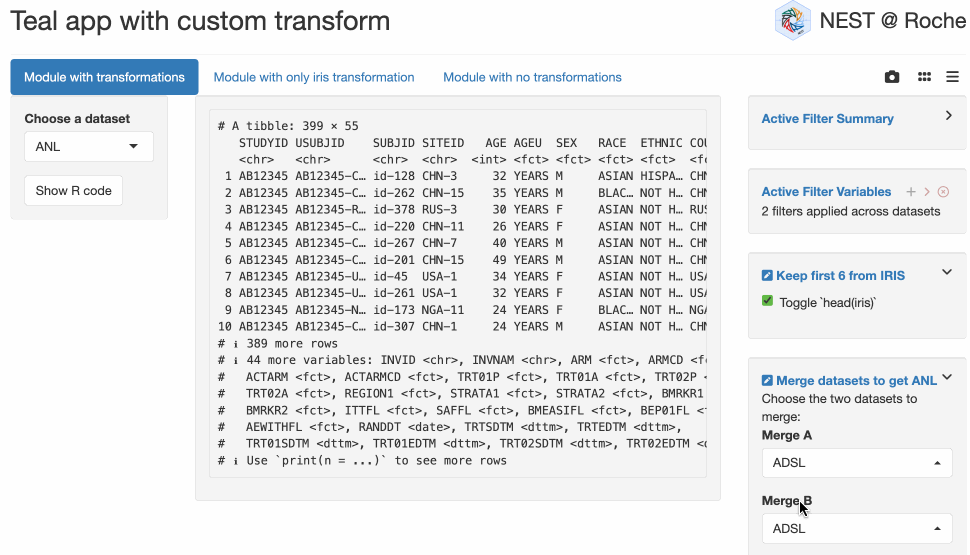 Teal app with custom transform
NEST @ Roche
Module with transformations
Module with only iris transformation
Module with no transformations
Choose a dataset
ANL
Show R code
# A tibble: 399 × 55
STUDYID USUBJID SUBJID SITEID AGE AGEU SEX RACE ETHNIC COU
<chr> <chr> <chr> <chr> <int> <fct> <fct> <fct> <fct> <fc
1 AB12345 AB12345-C… id-128 CHN-3 32 YEARS M ASIAN HISPA… CHN
2 AB12345 AB12345-C… id-262 CHN-15 35 YEARS M BLAC… NOT H… CHN
3 AB12345 AB12345-R… id-378 RUS-3 30 YEARS F ASIAN NOT H… RUS
4 AB12345 AB12345-C… id-220 CHN-11 26 YEARS F ASIAN NOT H… CHN
5 AB12345 AB12345-C… id-267 CHN-7 40 YEARS M ASIAN NOT H… CHN
6 AB12345 AB12345-C… id-201 CHN-15 49 YEARS M ASIAN NOT H… CHN
7 AB12345 AB12345-U… id-45 USA-1 34 YEARS F ASIAN NOT H… USA
8 AB12345 AB12345-U… id-261 USA-1 32 YEARS F ASIAN NOT H… USA
9 AB12345 AB12345-N… id-173 NGA-11 24 YEARS F BLAC… NOT H… NGA
10 AB12345 AB12345-C… id-307 CHN-1 24 YEARS M ASIAN NOT H… CHN
# ℹ 389 more rows
# ℹ 44 more variables: INVID <chr>, INVNAM <chr>, ARM <fct>, ARMCD <f
# ACTARM <fct>, ACTARMCD <fct>, TRT01P <fct>, TRT01A <fct>, TRT02P <
# TRT02A <fct>, REGION1 <fct>, STRATA1 <fct>, STRATA2 <fct>, BMRKR1
# BMRKR2 <fct>, ITTFL <fct>, SAFFL <fct>, BMEASIFL <fct>, BEP01FL <
# AEWITHFL <fct>, RANDDT <date>, TRTSDTM <dttm>, TRTEDTM <dttm>,
# TRT01SDTM <dttm>, TRT01EDTM <dttm>, TRT02SDTM <dttm>, TRT02EDTM <d
# ℹ Use `print(n = ...)` to see more rows
Active Filter Summary
Active Filter Variables
2 filters applied across datasets
Keep first 6 from IRIS
Toggle `head(iris)`
Merge datasets to get ANL
Choose the two datasets to
merge:
Merge A
ADSL
Merge B
ADSL